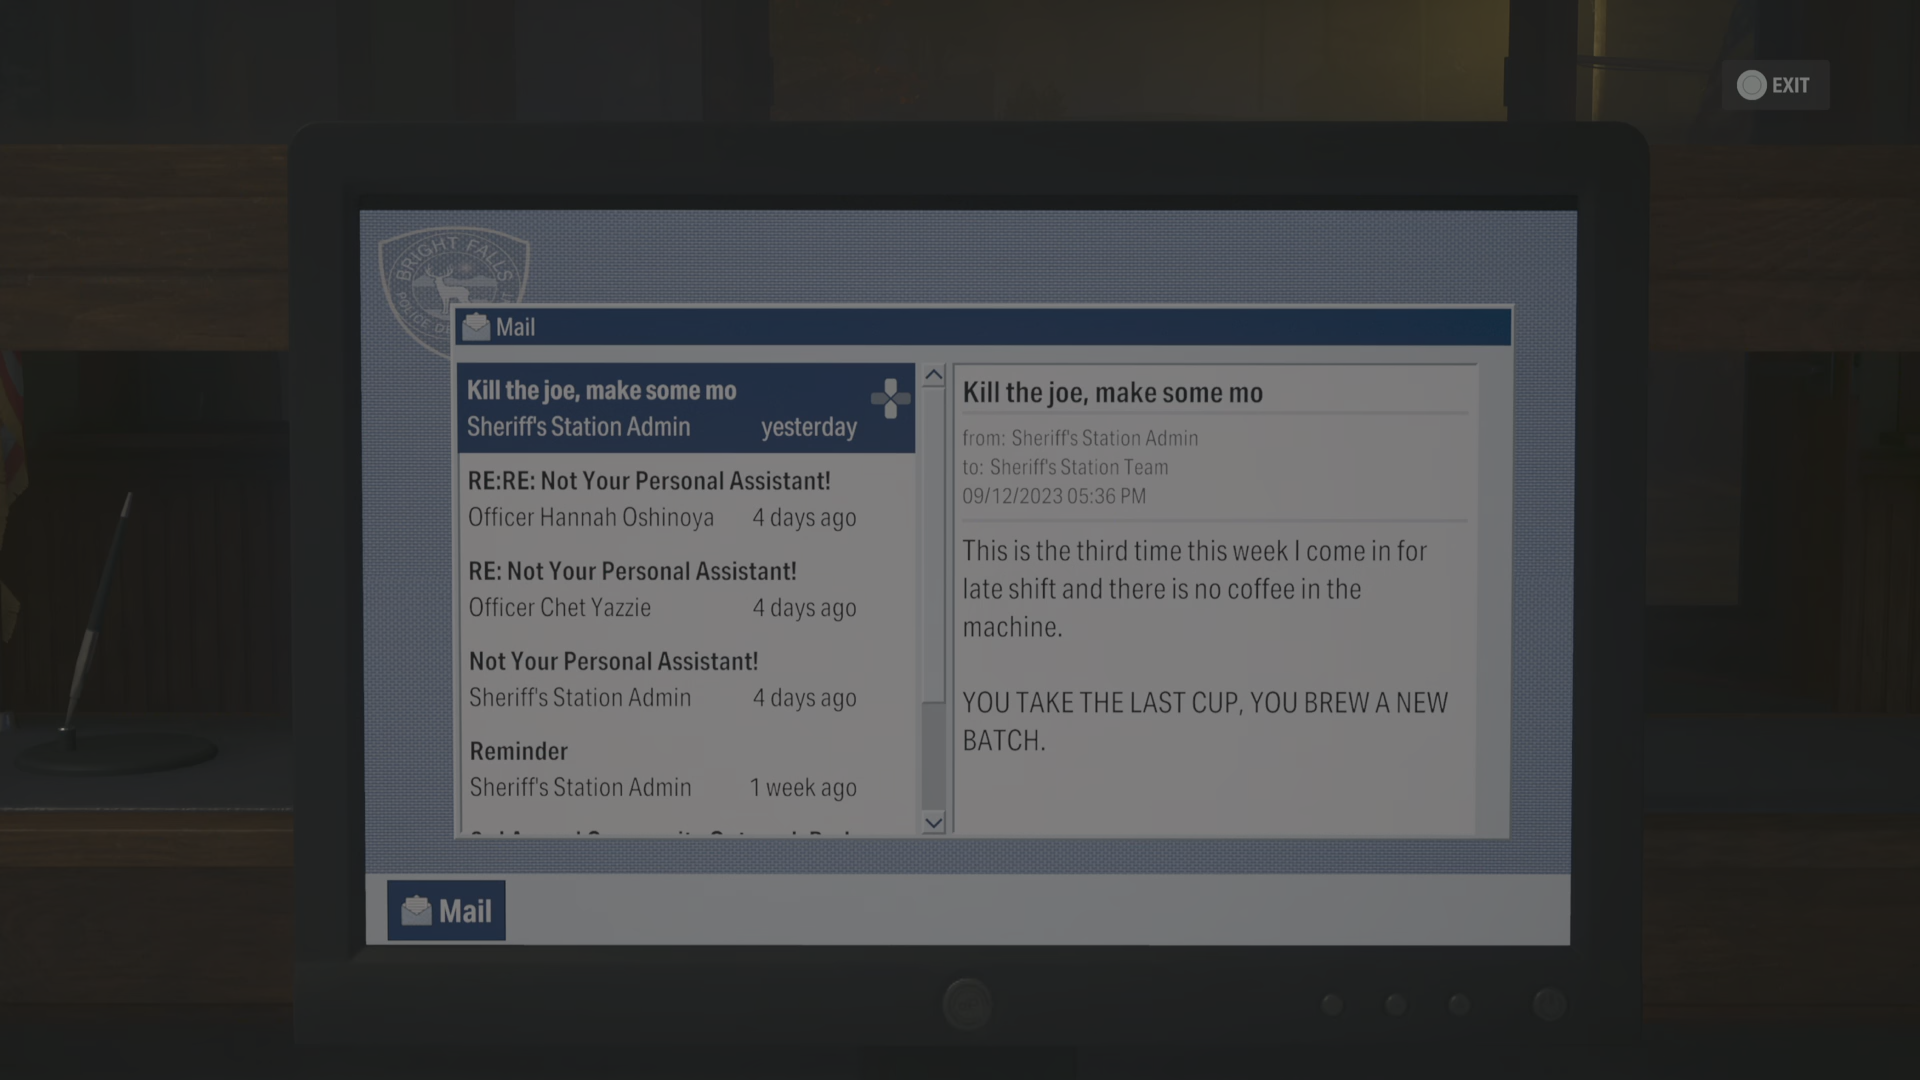 EXIT
BRIGHT FALLS
POLICE
Mail
Kill the joe, make some mo
Sheriff's Station Admin yesterday
RE:RE: Not Your Personal Assistant!
Officer Hannah Oshinoya 4 days ago
RE: Not Your Personal Assistant!
Officer Chet Yazzie 4 days ago
Not Your Personal Assistant!
Sheriff's Station Admin 4 days ago
Reminder
Sheriff's Station Admin 1 week ago
Kill the joe, make some mo
from: Sheriff's Station Admin
to: Sheriff's Station Team
09/12/2023 05:36 PM
This is the third time this week I come in for
late shift and there is no coffee in the
machine.
YOU TAKE THE LAST CUP, YOU BREW A NEW
BATCH.
Mail